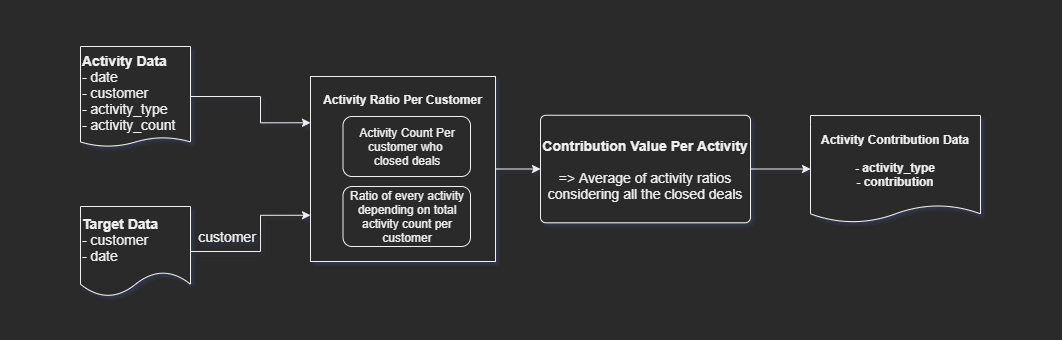 Activity Data
- date
- customer
- activity_type
- activity_count
Target Data
- customer
- date
customer
Activity Ratio Per Customer
Activity Count Per
customer who
closed deals
Ratio of every activity
depending on total
activity count per
customer
Contribution Value Per Activity
=> Average of activity ratios
considering all the closed deals
Activity Contribution Data
- activity_type
- contribution